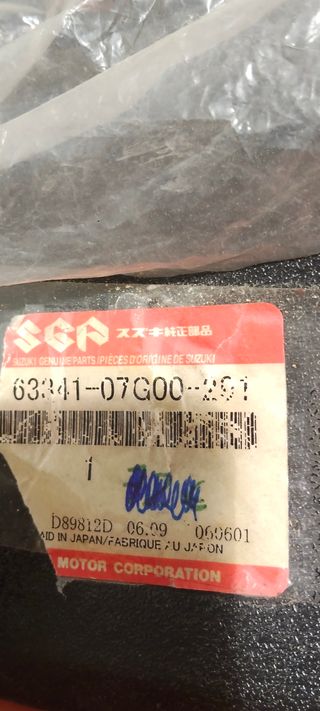 SGP スズキ純正部品
SUZUKI GENUINE PARTS/PIÈCES D'ORIGINE DE SUZUKI
63341-07G00-291
1
D89812D 06.09 060601
MADE IN JAPAN/FABRIQUE AU JAPON
MOTOR CORPORATION